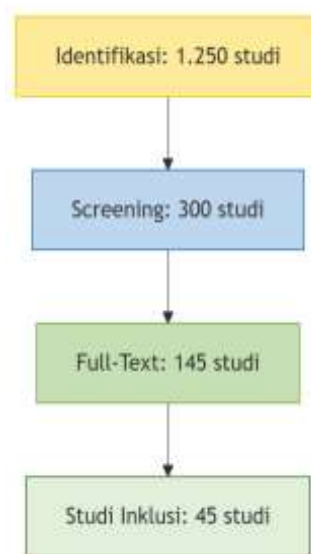 Identifikasi: 1.250 studi
Screening: 300 studi
Full-Text: 145 studi
Studi Inklusi: 45 studi